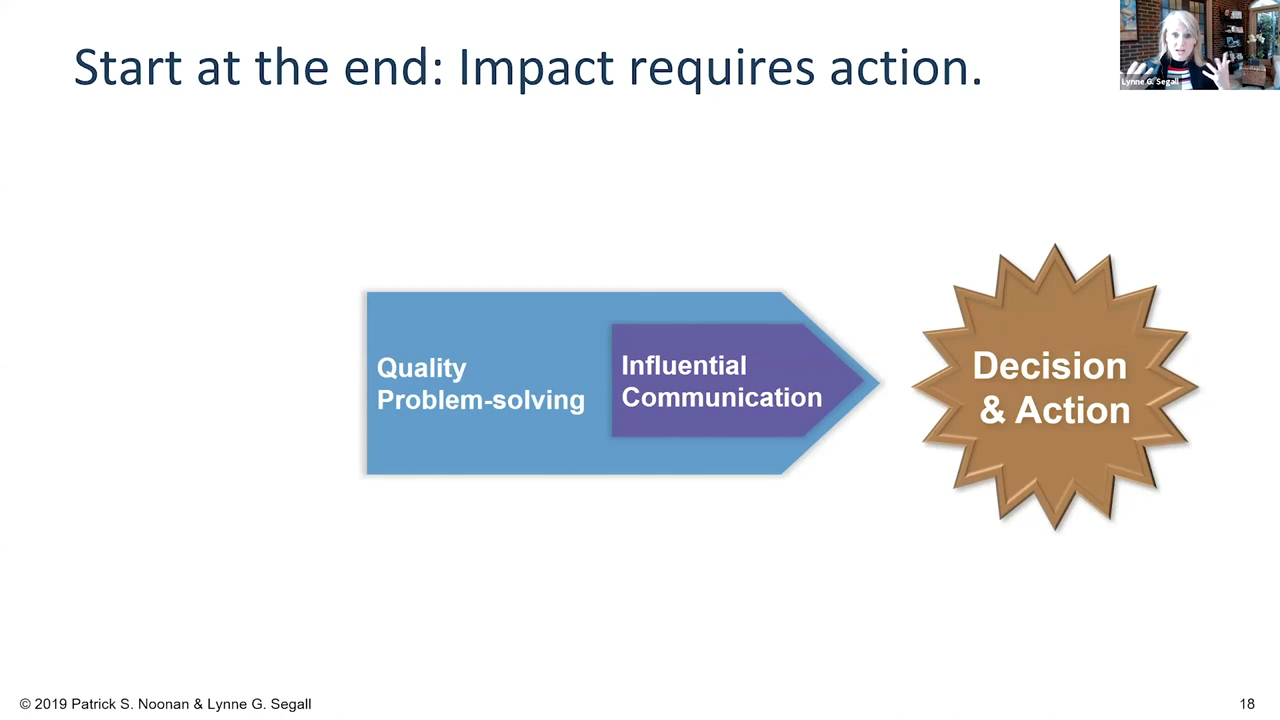 Start at the end: Impact requires action.
Lynne G. Segall
Quality
Problem-solving
Influential
Communication
Decision
& Action
© 2019 Patrick S. Noonan & Lynne G. Segall
18